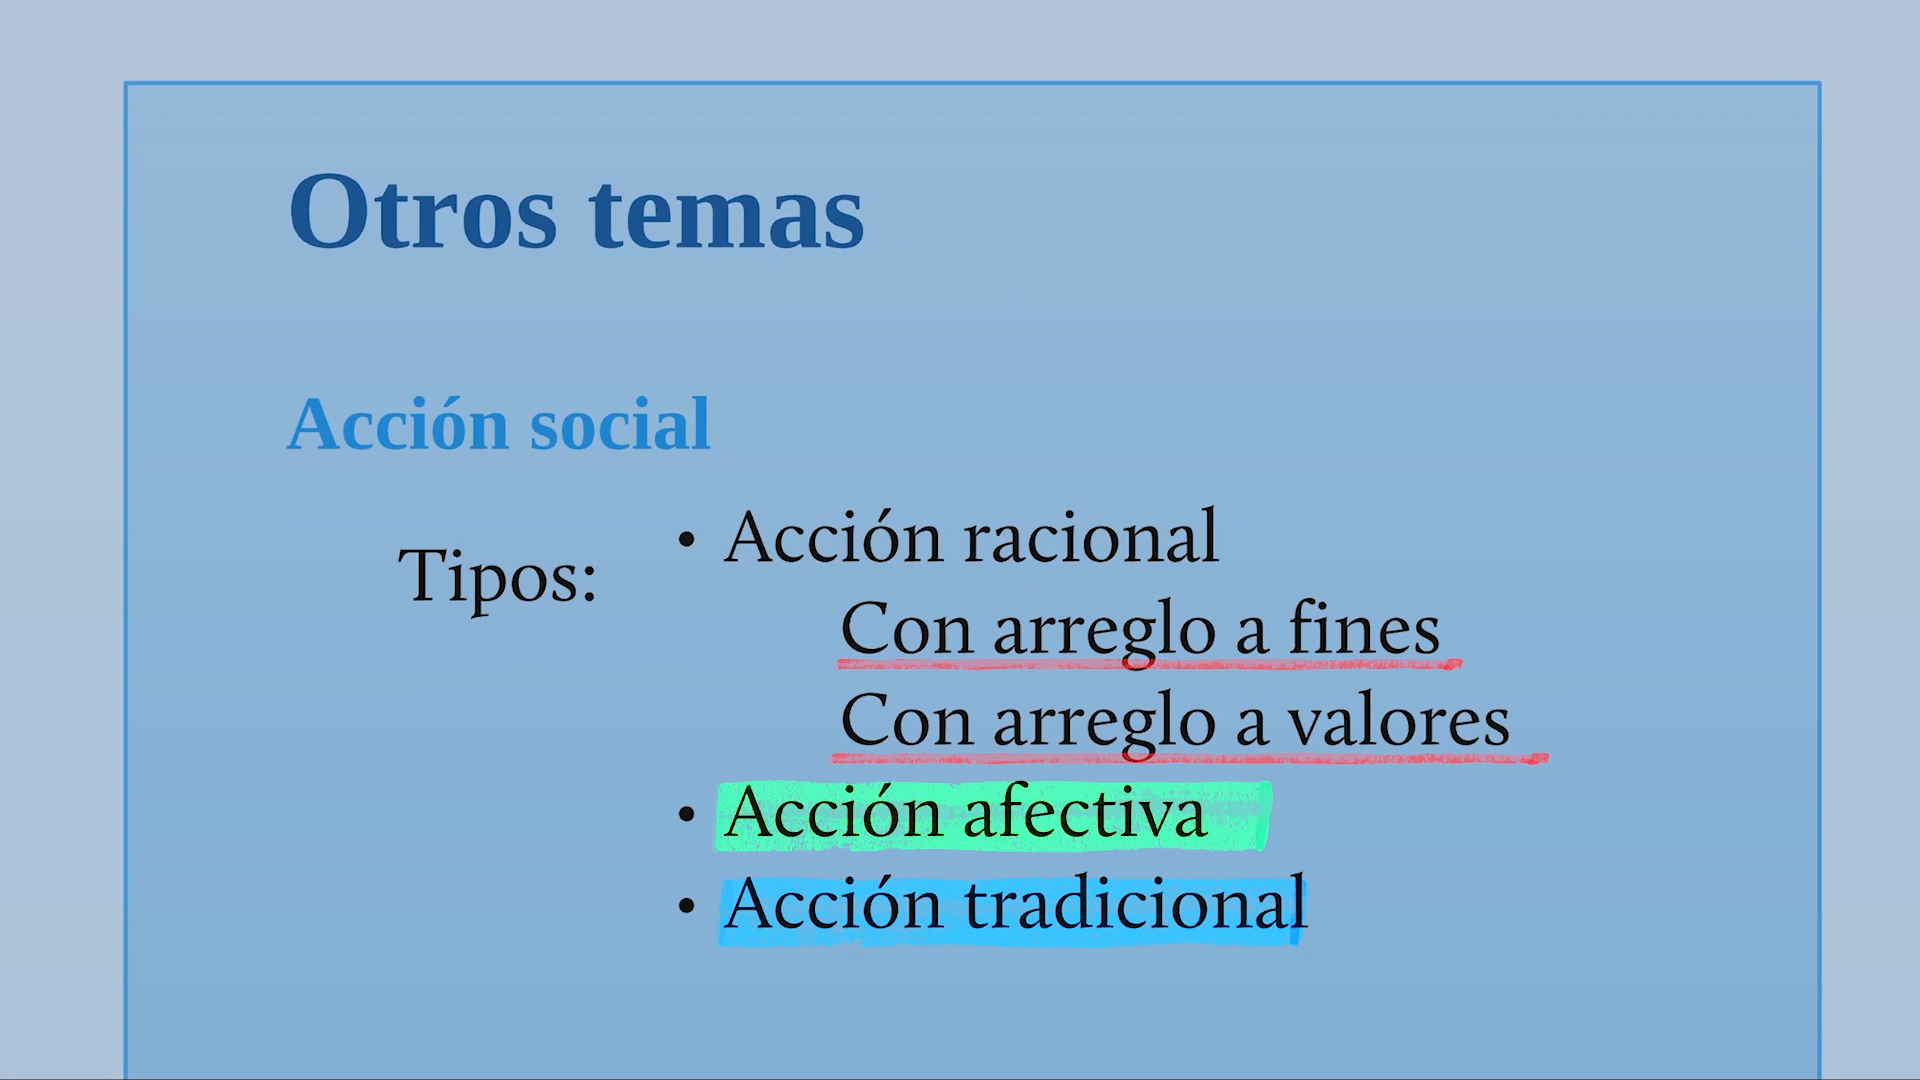 Otros temas
Acción social
Tipos:
• Acción racional
Con arreglo a fines
Con arreglo a valores
• Acción afectiva
• Acción tradicional